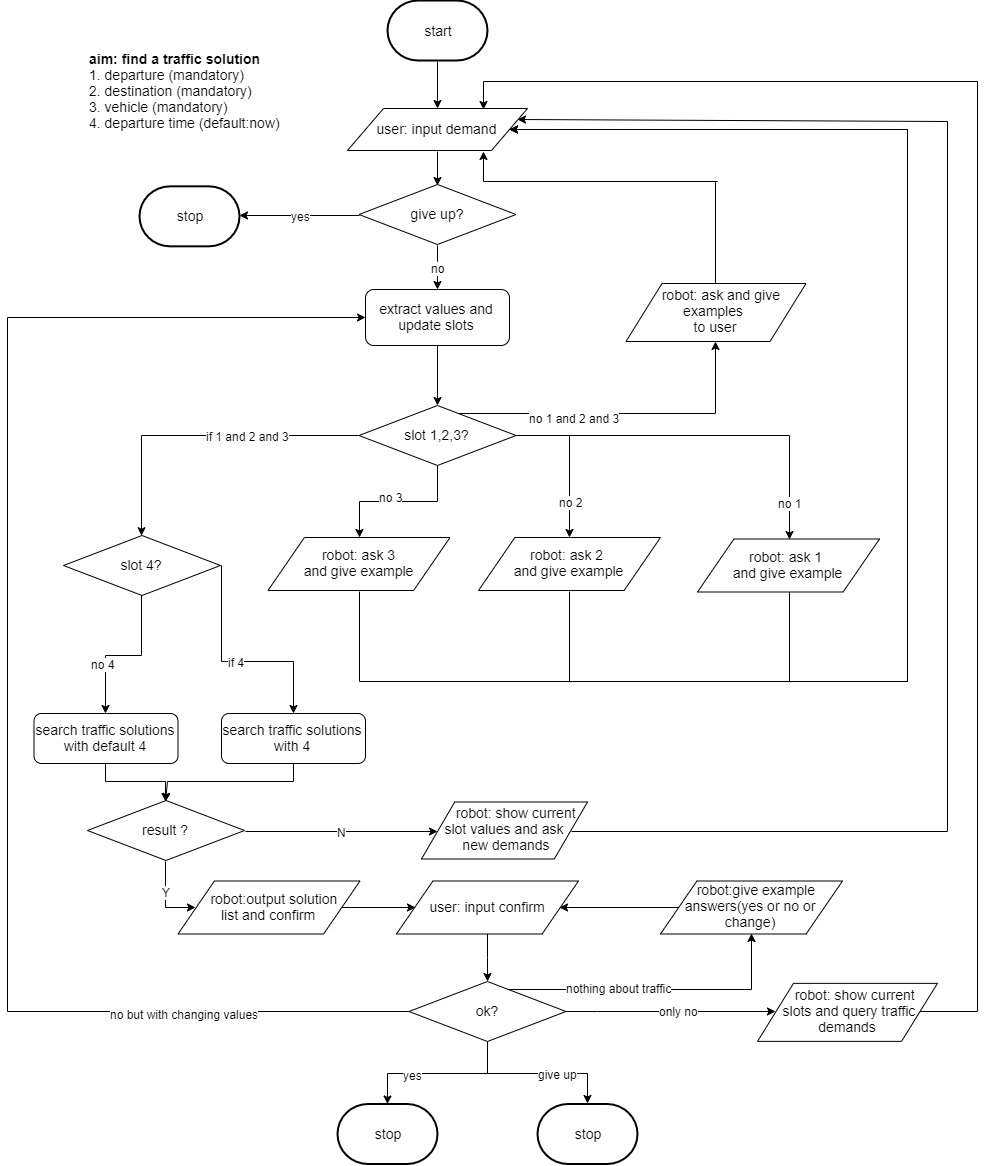 start
aim: find a traffic solution
1. departure (mandatory)
2. destination (mandatory)
3. vehicle (mandatory)
4. departure time (default:now)
user: input demand
stop
yes
give up?
no
extract values and
update slots
robot: ask and give
examples
to user
no 1 and 2 and 3
if 1 and 2 and 3
slot 1,2,3?
no 3
no 2
no 1
slot 4?
robot: ask 3
and give example
robot: ask 2
and give example
robot: ask 1
and give example
no 4
if 4
search traffic solutions
with default 4
search traffic solutions
with 4
result ?
N
robot: show current
slot values and ask
new demands
Y
robot:output solution
list and confirm
user: input confirm
robot:give example
answers(yes or no or
change)
nothing about traffic
no but with changing values
ok?
only no
robot: show current
slots and query traffic
demands
yes
give up
stop
stop